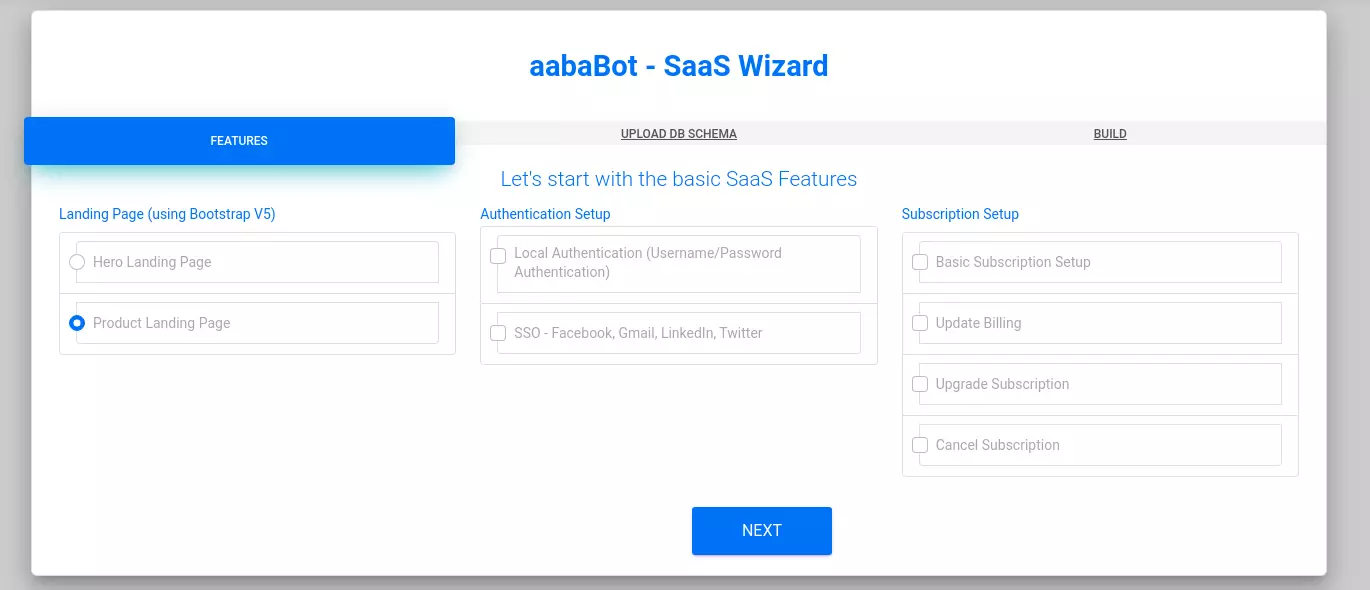 aabaBot - SaaS Wizard
FEATURES
UPLOAD DB SCHEMA
BUILD
Let's start with the basic SaaS Features
Landing Page (using Bootstrap V5)
Hero Landing Page
Product Landing Page
Authentication Setup
Local Authentication (Username/Password
Authentication)
SSO - Facebook, Gmail, LinkedIn, Twitter
Subscription Setup
Basic Subscription Setup
Update Billing
Upgrade Subscription
Cancel Subscription
NEXT